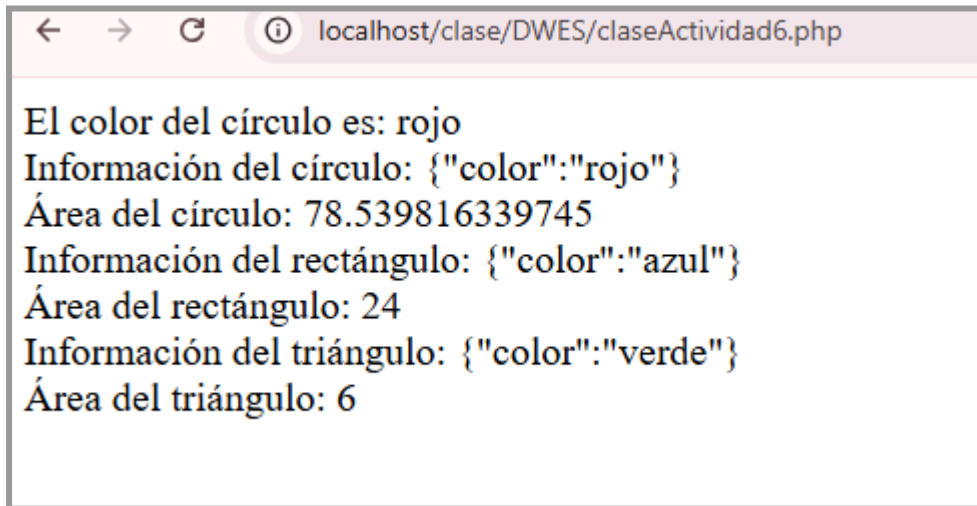 localhost/clase/DWES/claseActividad6.php
El color del círculo es: rojo
Información del círculo: {"color":"rojo"}
Área del círculo: 78.539816339745
Información del rectángulo: {"color":"azul"}
Área del rectángulo: 24
Información del triángulo: {"color":"verde"}
Área del triángulo: 6